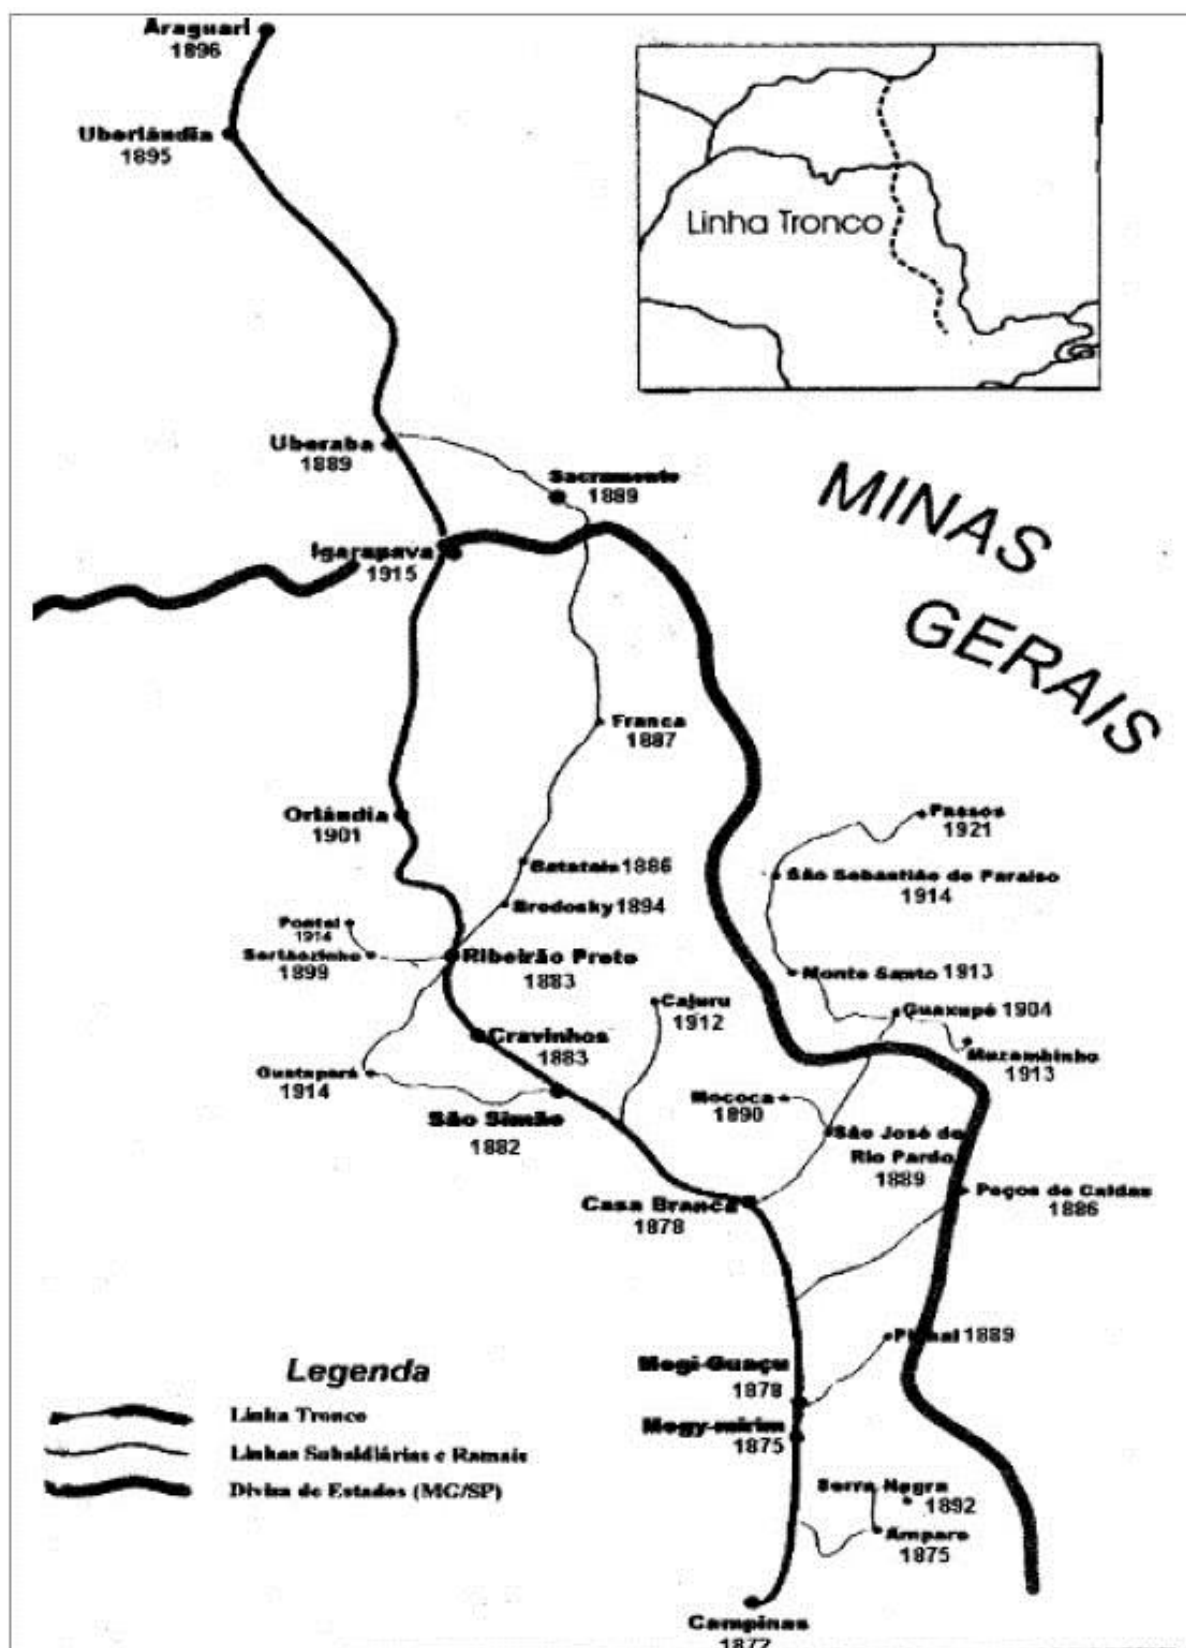 Araguari
1896
Uberlândia
1895
Linha Tronco
Uberaba
1889
Sacramento
1889
MINAS
GERAIS
Igarapava
1915
Franca
1887
Orlândia
1901
Passos
1921
Batatais 1886
São Sebastião do Paraiso
1914
Brodosky 1894
Pontal
1914
Sertãozinho
1899
Ribeirão Preto
1883
Monte Santo 1913
Cajuru
1912
Guaxupé 1904
Cravinhos
1883
Muzambinho
1913
Guatapará
1914
Mococa
1890
São Simão
1882
São José do
Rio Pardo
1889
Casa Branca
1878
Poços de Caldas
1886
Pinhal 1889
Mogi-Guaçu
1878
Mogy-mirim
1875
Legenda
Linha Tronco
Linhas Subsidiárias e Ramais
Divisa de Estados (MG/SP)
Serra Negra
1892
Amparo
1875
Campinas
1872